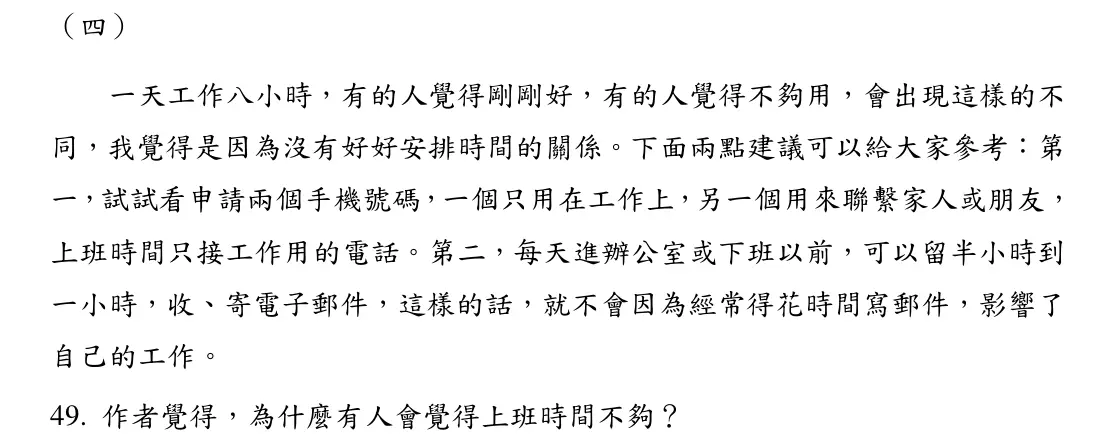 （四）
一天工作八小時，有的人覺得剛剛好，有的人覺得不夠用，會出現這樣的不
同，我覺得是因為沒有好好安排時間的關係。下面兩點建議可以給大家參考：第
一，試試看申請兩個手機號碼，一個只用在工作上，另一個用來聯繫家人或朋友，
上班時間只接工作用的電話。第二，每天進辦公室或下班以前，可以留半小時到
一小時，收、寄電子郵件，這樣的話，就不會因為經常得花時間寫郵件，影響了
自己的工作。
49. 作者覺得，為什麼有人會覺得上班時間不夠？